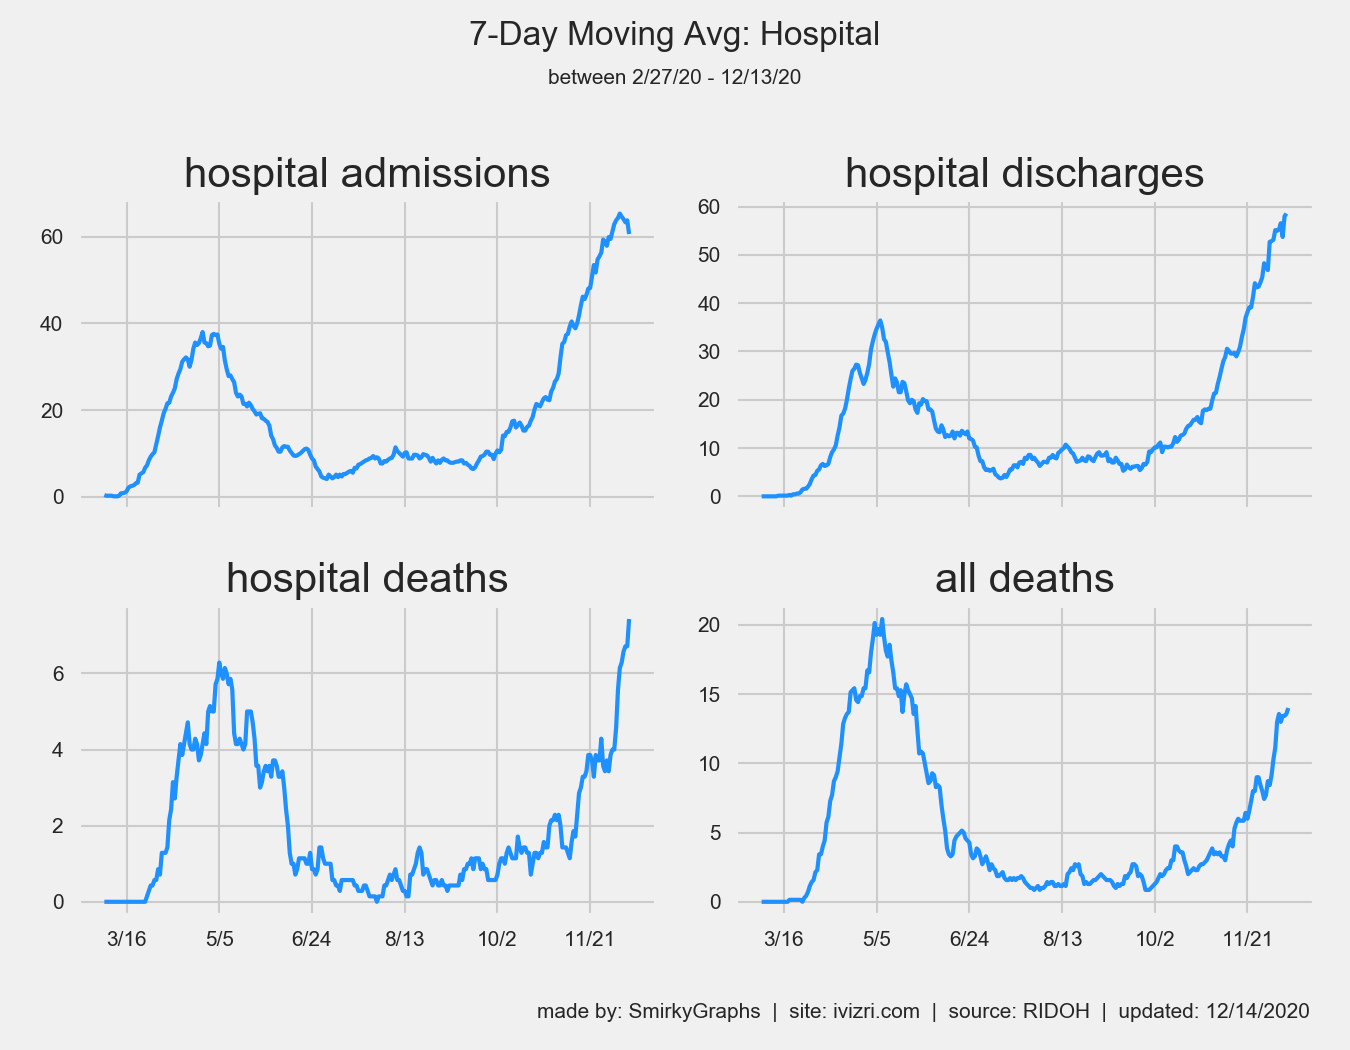 7-Day Moving Avg: Hospital
between 2/27/20 - 12/13/20
hospital admissions
60
40
20
0
hospital discharges
60
50
40
30
20
10
0
hospital deaths
6
4
2
0
3/16 5/5 6/24 8/13 10/2 11/21
all deaths
20
15
10
5
0
3/16 5/5 6/24 8/13 10/2 11/21
made by: SmirkyGraphs | site: ivizri.com | source: RIDOH | updated: 12/14/2020